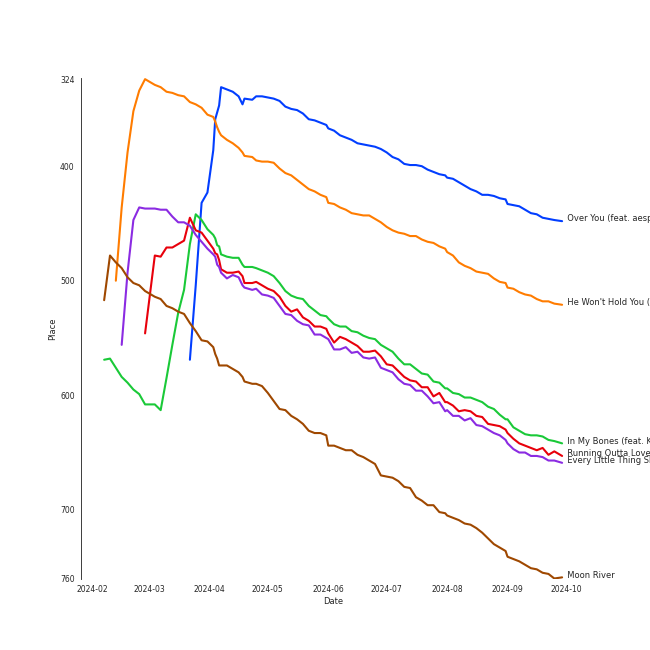 324
400
500
600
700
760
Place
2024-02 2024-03 2024-04 2024-05 2024-06 2024-07 2024-08 2024-09 2024-10
Date
Over You (feat. aesp
He Won't Hold You (
In My Bones (feat. K
Running Outta Love
Every Little Thing S
Moon River